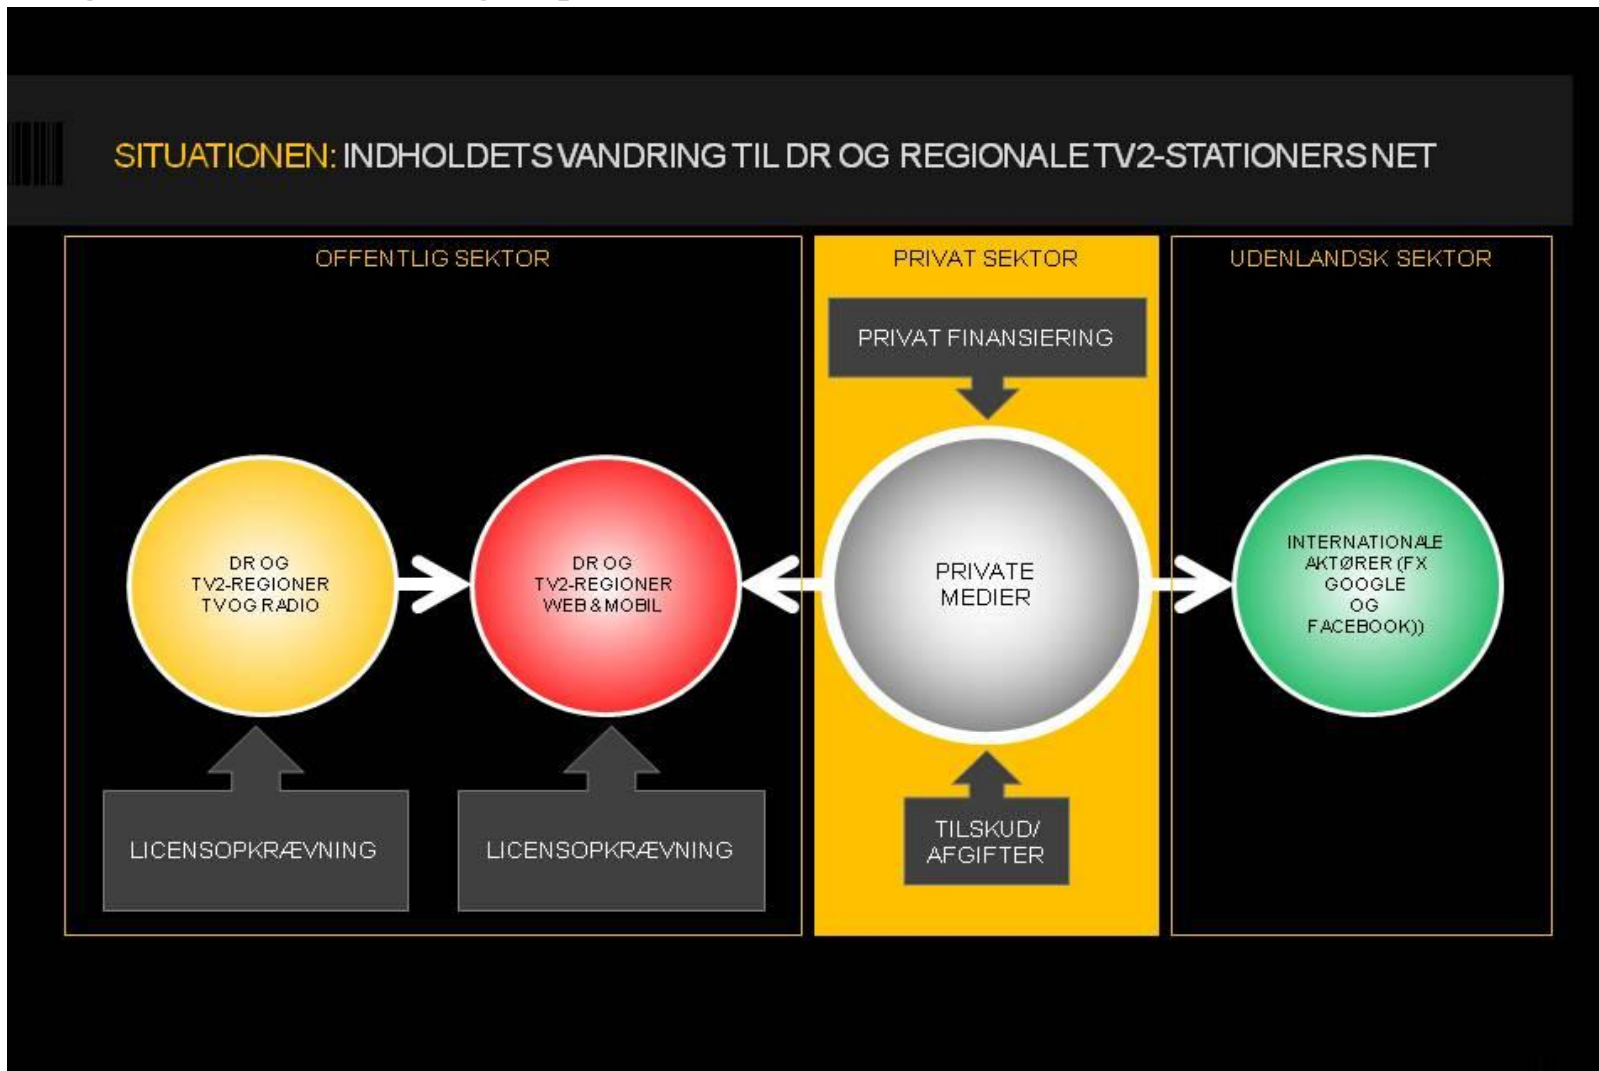 SITUATIONEN: INDHOLDETS VANDRING TIL DR OG REGIONALE TV2-STATIONERS NET
OFFENTLIG SEKTOR
PRIVAT SEKTOR
UDENLANDSK SEKTOR
PRIVAT FINANSIERING
DR OG
TV2-REGIONER
TV OG RADIO
DR OG
TV2-REGIONER
WEB & MOBIL
PRIVATE
MEDIER
INTERNATIONALE
AKTØRER (FX
GOOGLE
OG
FACEBOOK))
LICENSOPKRÆVNING
LICENSOPKRÆVNING
TILSKUD/
AFGIFTER